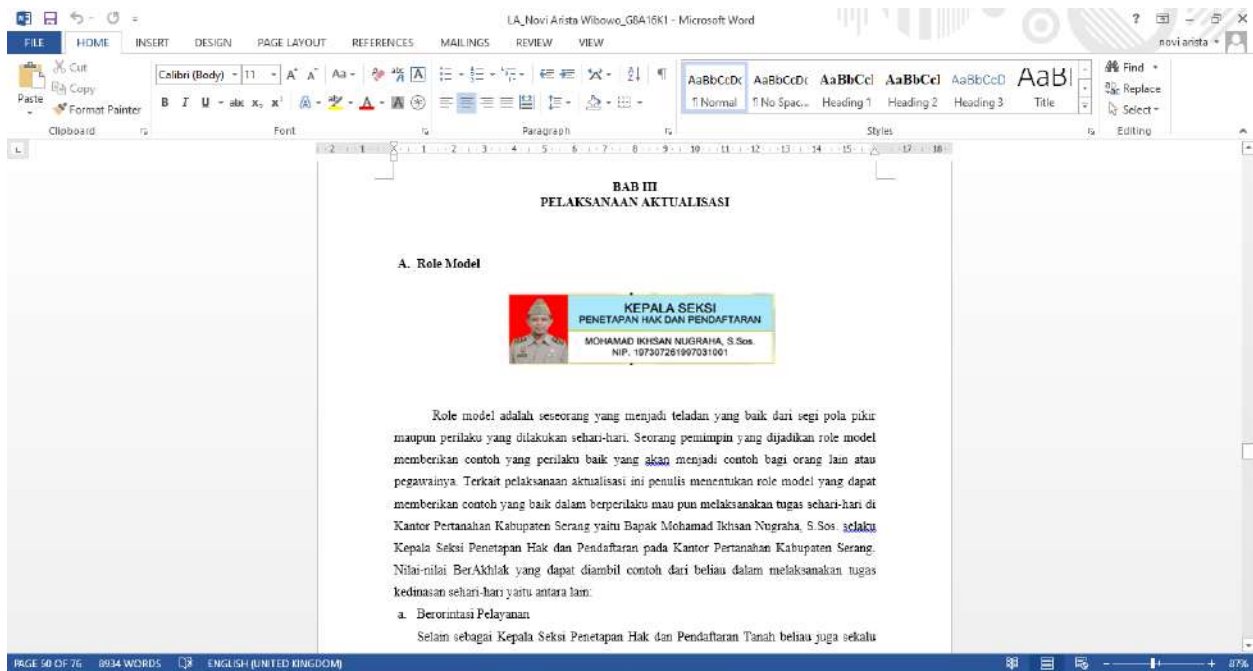 LA_Novi Arista Wibowo_G8A16K1 - Microsoft Word
FILE HOME INSERT DESIGN PAGE LAYOUT REFERENCES MAILINGS REVIEW VIEW
novi arista
Paste
Cut
Copy
Format Painter
Clipboard
Calibri (Body) 11
Font
Paragraph
AaBbCcDc AaBbCcDc AaBbCcI AaBbCcI AaBbCcD AaBI
¶ Normal ¶ No Spac... Heading 1 Heading 2 Heading 3 Title
Styles
Find
Replace
Select
Editing
BAB III
PELAKSANAAN AKTUALISASI
A. Role Model
KEPALA SEKSI
PENETAPAN HAK DAN PENDAFTARAN
MOHAMAD IKHSAN NUGRAHA, S.Sos.
NIP. 197307261997031001
Role model adalah seseorang yang menjadi teladan yang baik dari segi pola pikir
maupun perilaku yang dilakukan sehari-hari. Seorang pemimpin yang dijadikan role model
memberikan contoh yang perilaku baik yang akan menjadi contoh bagi orang lain atau
pegawainya. Terkait pelaksanaan aktualisasi ini penulis menentukan role model yang dapat
memberikan contoh yang baik dalam berperilaku mau pun melaksanakan tugas sehari-hari di
Kantor Pertanahan Kabupaten Serang yaitu Bapak Mohamad Ikhsan Nugraha, S.Sos. selaku
Kepala Seksi Penetapan Hak dan Pendaftaran pada Kantor Pertanahan Kabupaten Serang.
Nilai-nilai BerAkhlak yang dapat diambil contoh dari beliau dalam melaksanakan tugas
kedinasan sehari-hari yaitu antara lain:
a. Berorintasi Pelayanan
Selain sebagai Kepala Seksi Penetapan Hak dan Pendaftaran Tanah beliau juga sekalu
PAGE 50 OF 76 8934 WORDS ENGLISH (UNITED KINGDOM) 87%